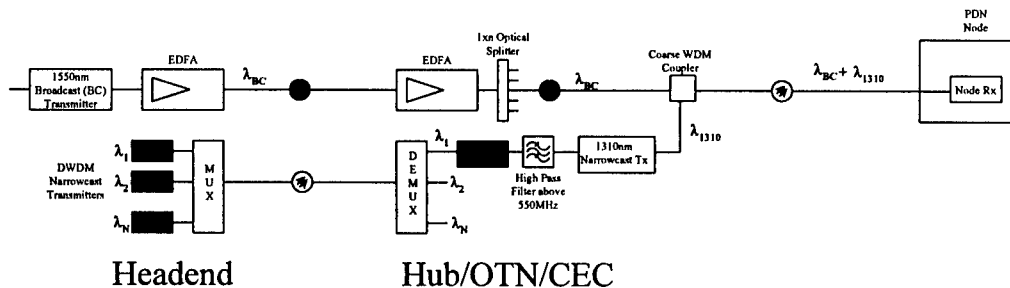 PDN
Node
1xn Optical
Splitter
Coarse WDM
Coupler
EDFA
EDFA
λBC
λBC
λBC + λ1310
1550nm
Broadcast (BC)
Transmitter
Node Rx
λ1
λ1
λ1310
DWDM
Narrowcast
Transmitters
λ2
MUX
DEMUX
λ2
1310nm
Narrowcast Tx
High Pass
Filter above
550MHz
λN
λN
Headend
Hub/OTN/CEC